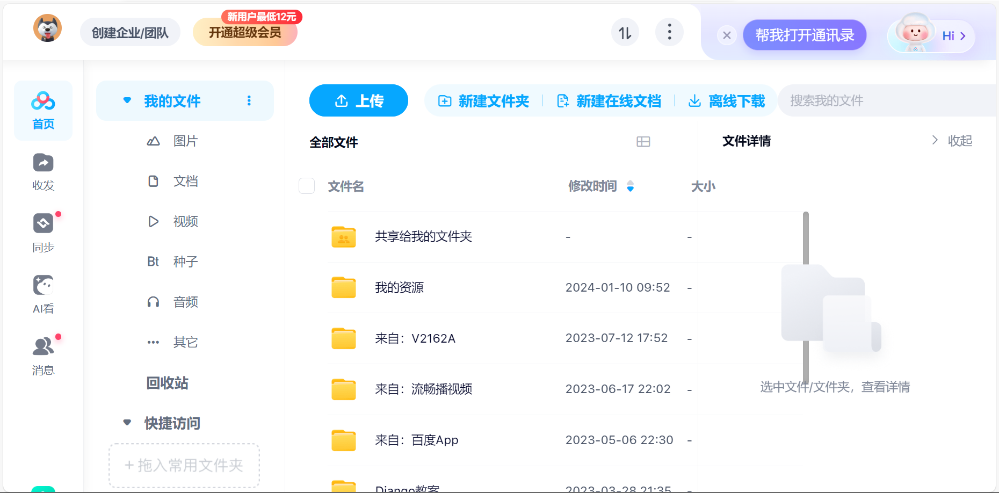 创建企业/团队
新用户最低12元
开通超级会员
帮我打开通讯录
Hi
首页
收发
同步
AI看
消息
我的文件
图片
文档
视频
Bt 种子
音频
其它
回收站
快捷访问
+ 拖入常用文件夹
上传
新建文件夹
新建在线文档
离线下载
搜索我的文件
全部文件
文件名 修改时间 大小
共享给我的文件夹 - -
我的资源 2024-01-10 09:52 -
来自：V2162A 2023-07-12 17:52 -
来自：流畅播视频 2023-06-17 22:02 -
来自：百度App 2023-05-06 22:30 -
Django教案 2023-03-28 21:35 -
文件详情
收起
选中文件/文件夹，查看详情